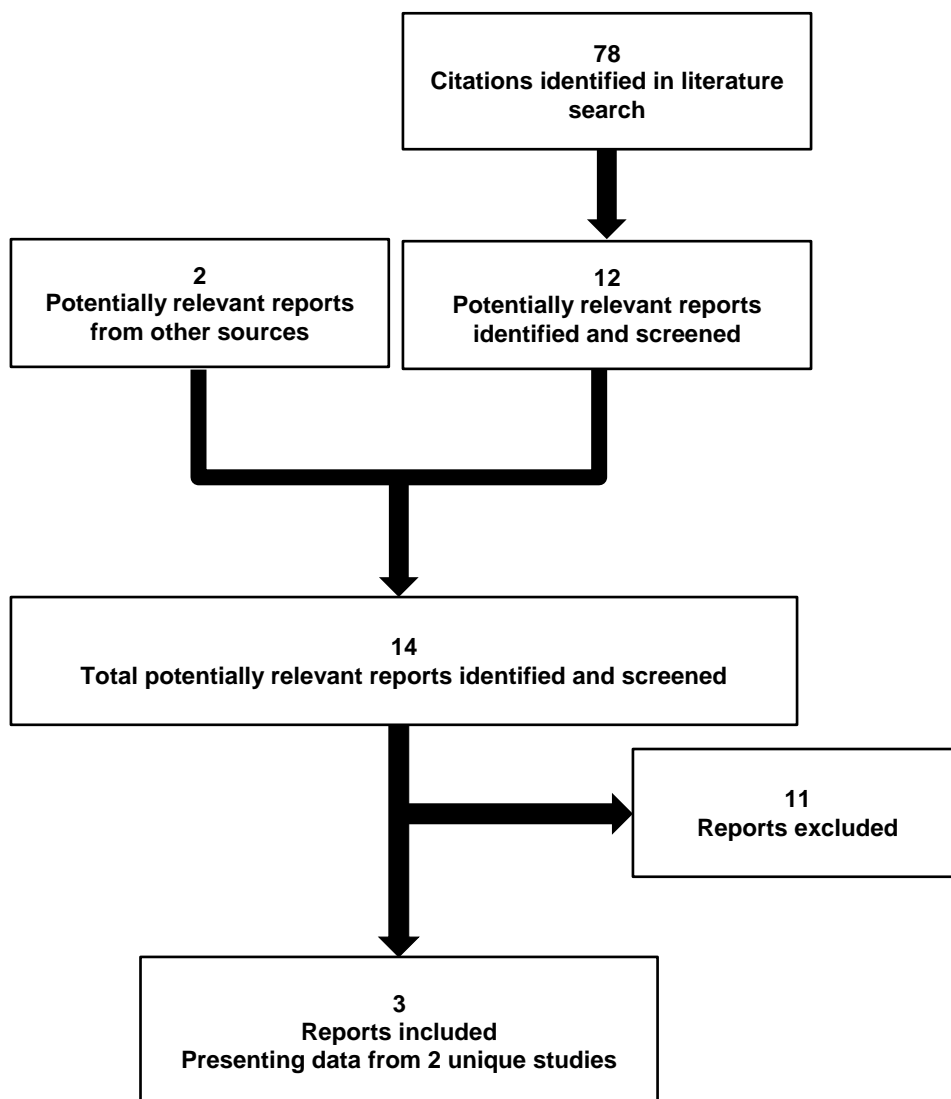 78
Citations identified in literature
search
2
Potentially relevant reports
from other sources
12
Potentially relevant reports
identified and screened
14
Total potentially relevant reports identified and screened
11
Reports excluded
3
Reports included
Presenting data from 2 unique studies